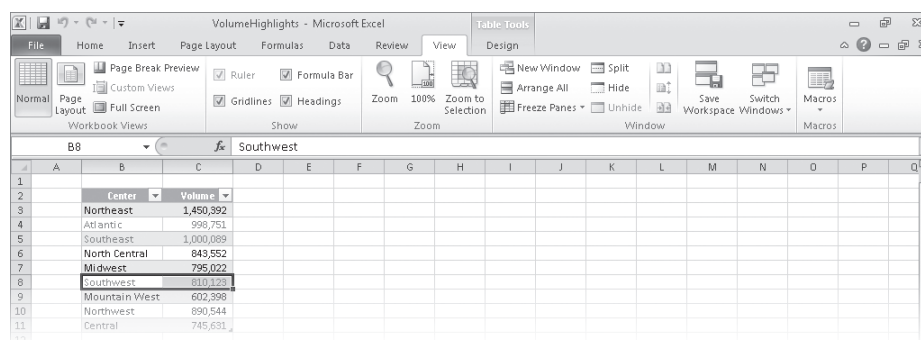 VolumeHighlights - Microsoft Excel
Table Tools
File Home Insert Page Layout Formulas Data Review View Design
Normal
Page Layout
Page Break Preview
Custom Views
Full Screen
Workbook Views
Ruler
Formula Bar
Gridlines
Headings
Show
Zoom
100%
Zoom to Selection
Zoom
New Window
Arrange All
Freeze Panes
Split
Hide
Unhide
Save Workspace
Switch Windows
Window
Macros
Macros
B8 fx Southwest
A B C D E F G H I J K L M N O P Q
1
2 Center Volume
3 Northeast 1,450,392
4 Atlantic 998,751
5 Southeast 1,000,089
6 North Central 843,552
7 Midwest 795,022
8 Southwest 810,123
9 Mountain West 602,398
10 Northwest 890,544
11 Central 745,631
12